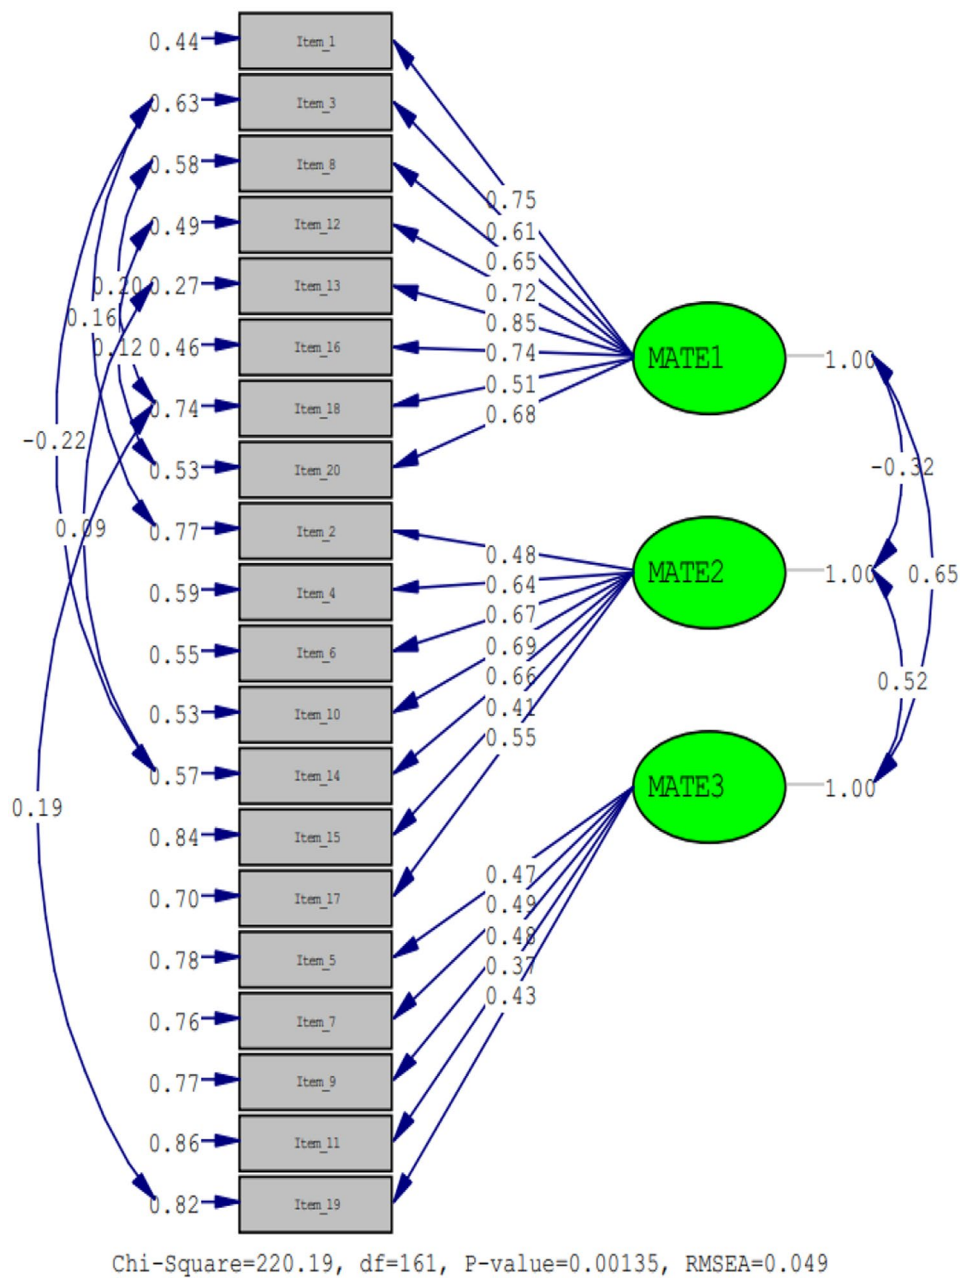 0.44 Item_1
0.63 Item_3
0.58 Item_8
0.75
0.61
0.49 Item_12
0.65
0.20 0.27 Item_13
0.72
0.16
0.85
0.12 0.46 Item_16
0.74 MATE1 1.00
0.51
0.74 Item_18
0.68
-0.22
0.53 Item_20
-0.32
0.09 0.77 Item_2
0.48
0.59 Item_4
0.64 MATE2 1.00 0.65
0.67
0.55 Item_6
0.69
0.66 0.52
0.53 Item_10
0.41
0.55
0.57 Item_14
MATE3 1.00
0.19
0.84 Item_15
0.47
0.70 Item_17
0.49
0.48
0.78 Item_5
0.37
0.43
0.76 Item_7
0.77 Item_9
0.86 Item_11
0.82 Item_19
Chi-Square=220.19, df=161, P-value=0.00135, RMSEA=0.049